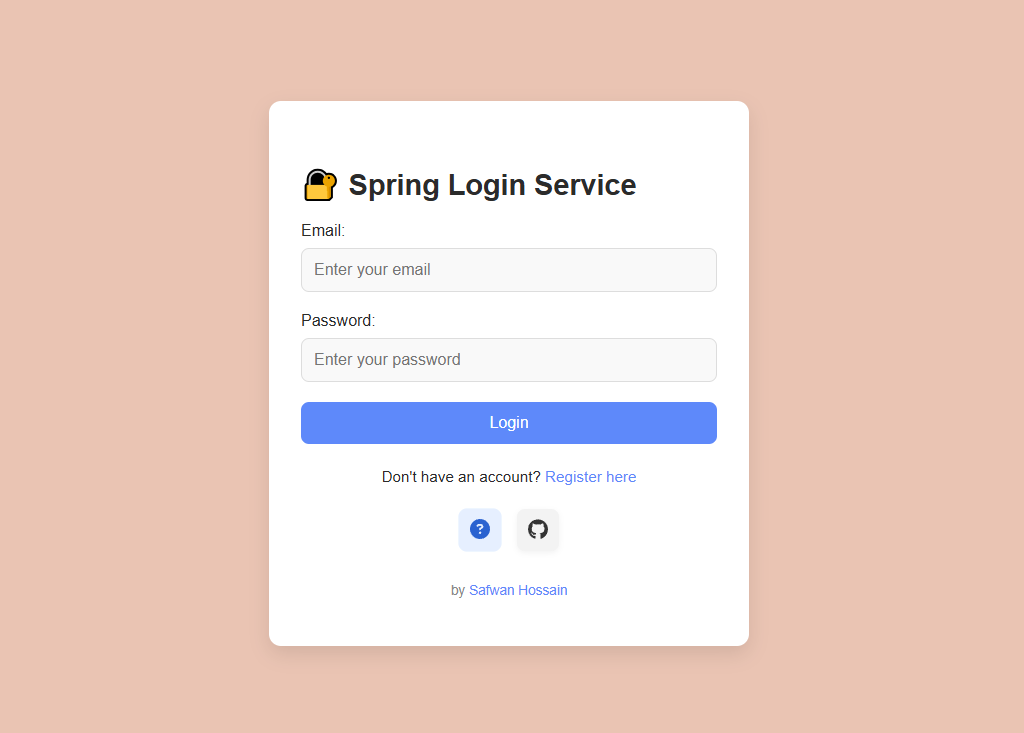 Spring Login Service
Email:
Enter your email
Password:
Enter your password
Login
Don't have an account? Register here
?
by Safwan Hossain